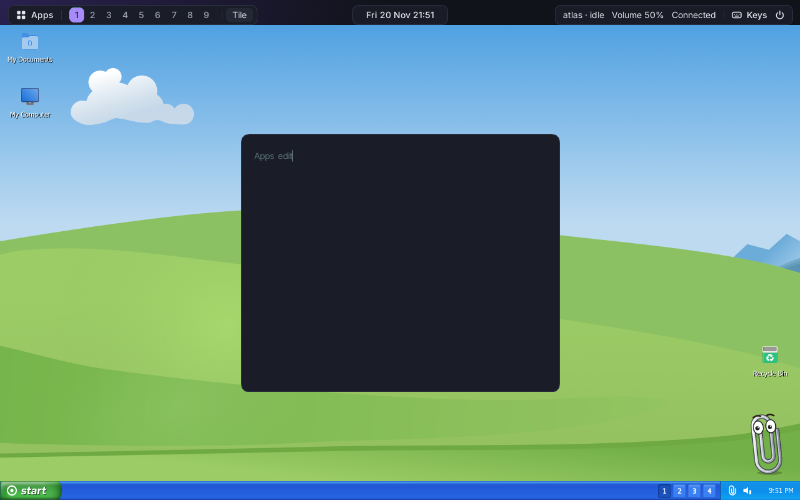 Apps 1 2 3 4 5 6 7 8 9 Tile
Fri 20 Nov 21:51
atlas · idle Volume 50% Connected Keys
My Documents
My Computer
Apps edit
Recycle Bin
start
1 2 3 4
9:51 PM